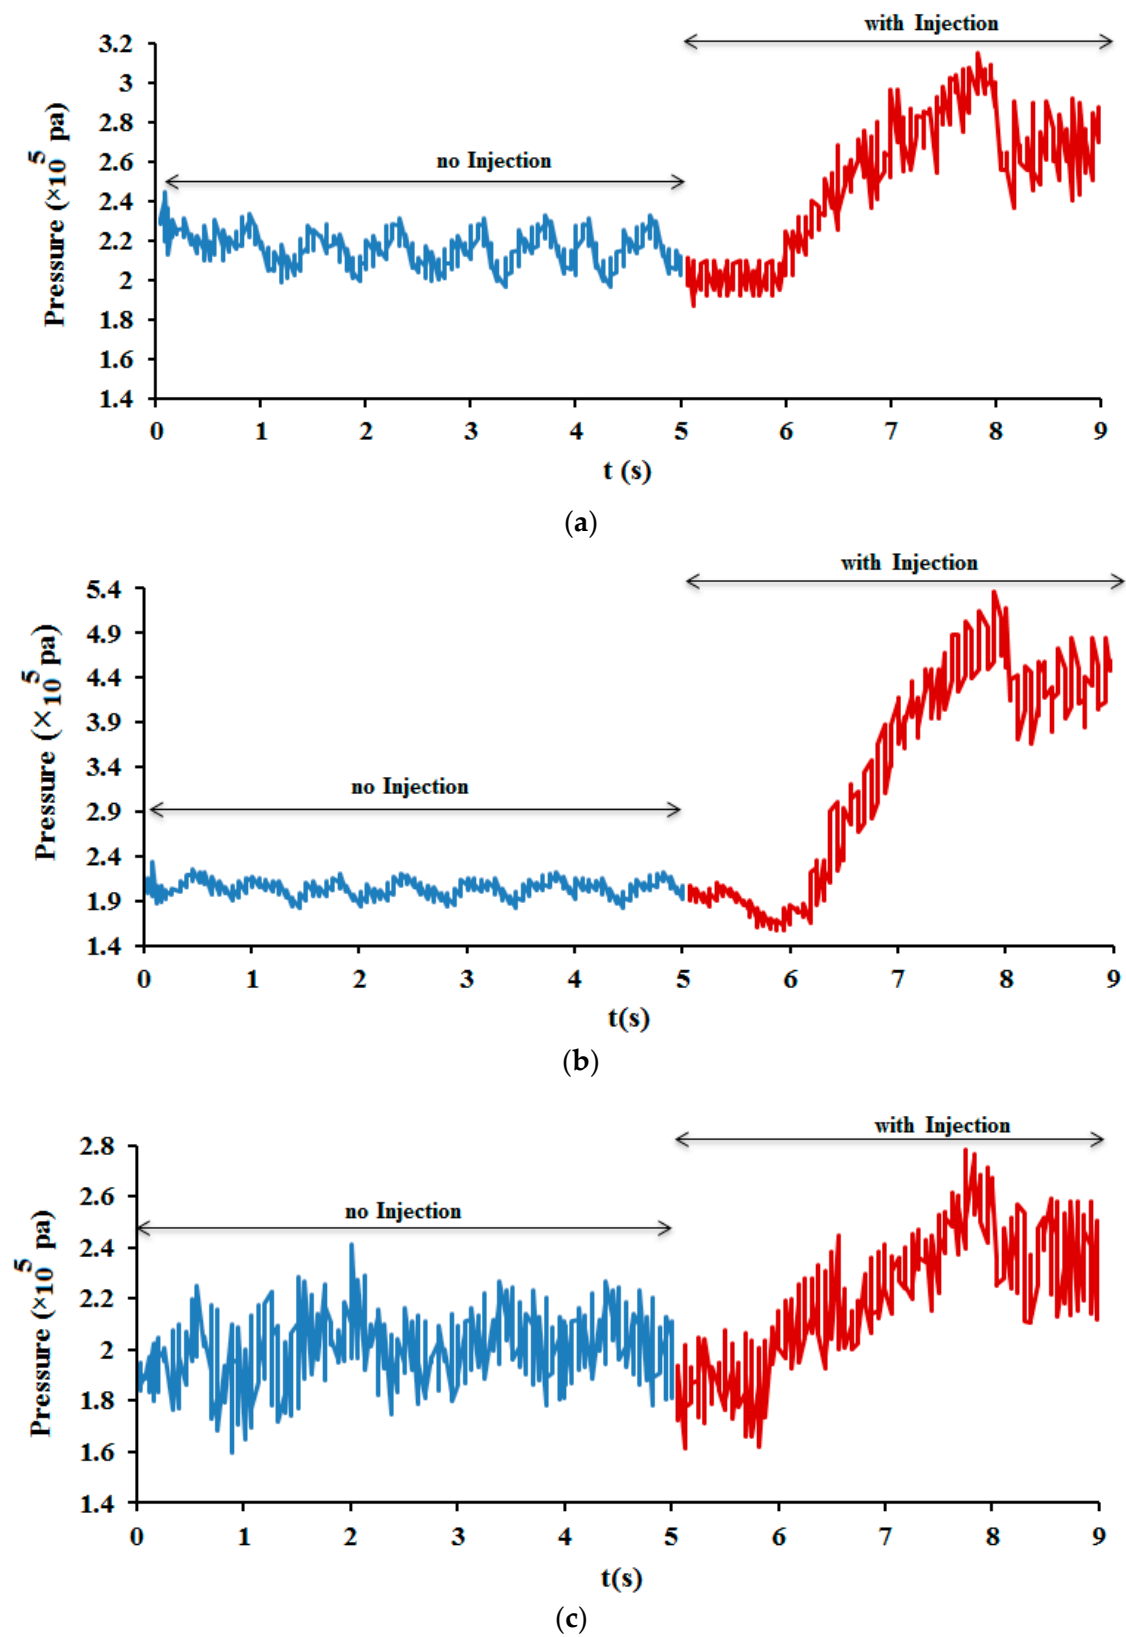 with Injection
3.2
3
2.8
2.6
2.4
2.2
2
1.8
1.6
1.4
Pressure (×10⁵ pa)
no Injection
0 1 2 3 4 5 6 7 8 9
t (s)
(a)
with Injection
5.4
4.9
4.4
3.9
3.4
2.9
2.4
1.9
1.4
Pressure (×10⁵ pa)
no Injection
0 1 2 3 4 5 6 7 8 9
t(s)
(b)
with Injection
2.8
2.6
2.4
2.2
2
1.8
1.6
1.4
Pressure (×10⁵ pa)
no Injection
0 1 2 3 4 5 6 7 8 9
t(s)
(c)